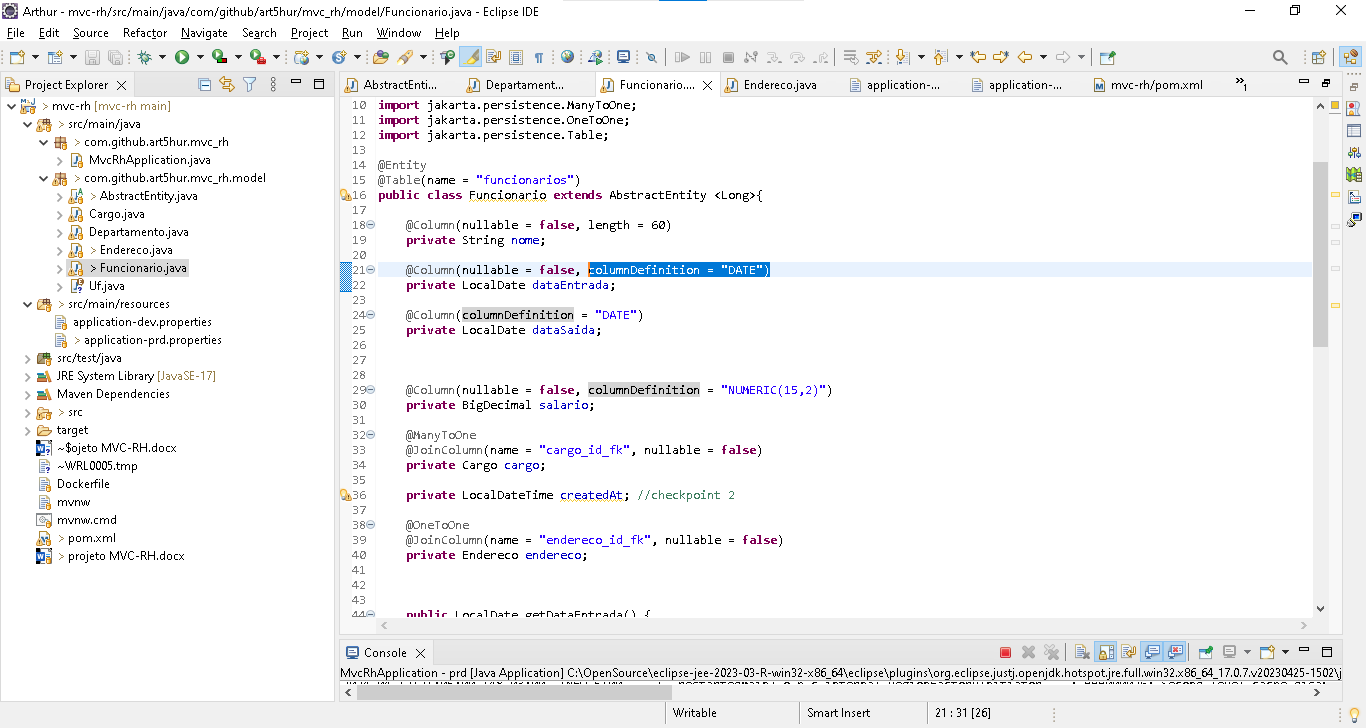 Arthur - mvc-rh/src/main/java/com/github/art5hur/mvc_rh/model/Funcionario.java - Eclipse IDE
File Edit Source Refactor Navigate Search Project Run Window Help
Project Explorer
mvc-rh [mvc-rh main]
> src/main/java
> com.github.art5hur.mvc_rh
> MvcRhApplication.java
> com.github.art5hur.mvc_rh.model
> AbstractEntity.java
Cargo.java
Departamento.java
> Endereco.java
> Funcionario.java
Uf.java
> src/main/resources
application-dev.properties
> application-prd.properties
src/test/java
JRE System Library [JavaSE-17]
Maven Dependencies
> src
target
~$ojeto MVC-RH.docx
~WRL0005.tmp
Dockerfile
mvnw
mvnw.cmd
> pom.xml
> projeto MVC-RH.docx
AbstractEnti... Departament... Funcionario.... Endereco.java application-... application-... mvc-rh/pom.xml »1
10 import jakarta.persistence.ManyToOne;
11 import jakarta.persistence.OneToOne;
12 import jakarta.persistence.Table;
13
14 @Entity
15 @Table(name = "funcionarios")
16 public class Funcionario extends AbstractEntity <Long>{
17
18 @Column(nullable = false, length = 60)
19 private String nome;
20
21 @Column(nullable = false, columnDefinition = "DATE")
22 private LocalDate dataEntrada;
23
24 @Column(columnDefinition = "DATE")
25 private LocalDate dataSaida;
26
27
28
29 @Column(nullable = false, columnDefinition = "NUMERIC(15,2)")
30 private BigDecimal salario;
31
32 @ManyToOne
33 @JoinColumn(name = "cargo_id_fk", nullable = false)
34 private Cargo cargo;
35
36 private LocalDateTime createdAt; //checkpoint 2
37
38 @OneToOne
39 @JoinColumn(name = "endereco_id_fk", nullable = false)
40 private Endereco endereco;
41
42
43
44 public LocalDate getDataEntrada() {
Console
MvcRhApplication - prd [Java Application] C:\OpenSource\eclipse-jee-2023-03-R-win32-x86_64\eclipse\plugins\org.eclipse.justj.openjdk.hotspot.jre.full.win32.x86_64_17.0.7.v20230425-1502\j
Writable Smart Insert 21 : 31 [26]